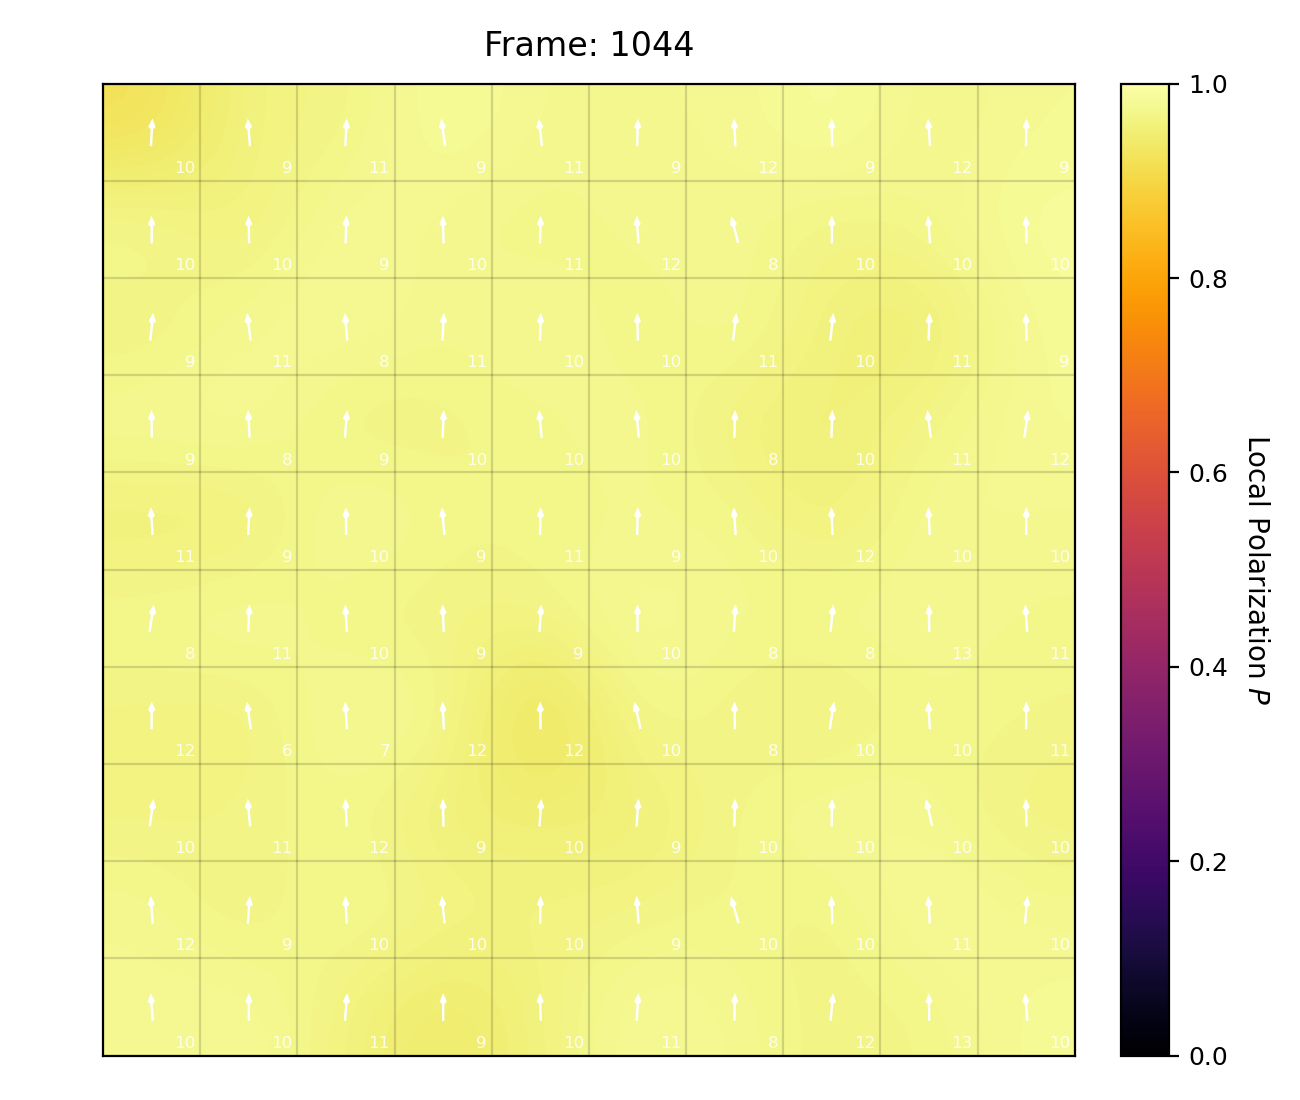 Frame: 1044
10 9 11 9 11 9 12 9 12 9
10 10 9 10 11 12 8 10 10 10
9 11 8 11 10 10 11 10 11 9
9 8 9 10 10 10 8 10 11 12
11 9 10 9 11 9 10 12 10 10
8 11 10 9 9 10 8 8 13 11
12 6 7 12 12 10 8 10 10 11
10 11 12 9 10 9 10 10 10 10
12 9 10 10 10 9 10 10 11 10
10 10 11 9 10 11 8 12 13 10
1.0
0.8
0.6
0.4
0.2
0.0
Local Polarization P